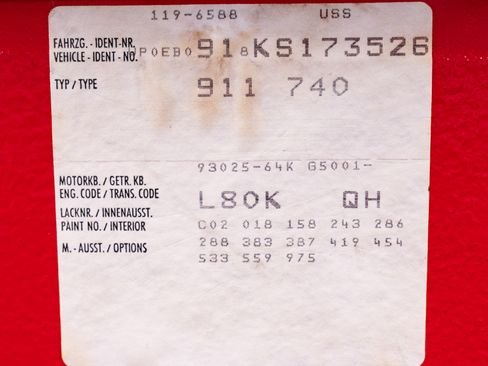 119-6588 USS
FAHRZG. - IDENT-NR. VEHICLE - IDENT - NO. P0EB0918KS173526
TYP / TYPE 911 740
93025-64K G5001-
MOTORKB. / GETR. KB.
ENG. CODE / TRANS. CODE L80K QH
LACKNR. / INNENAUSST. C02 018 158 243 286
PAINT NO. / INTERIOR
M. - AUSST. / OPTIONS 288 383 387 419 454
533 559 975